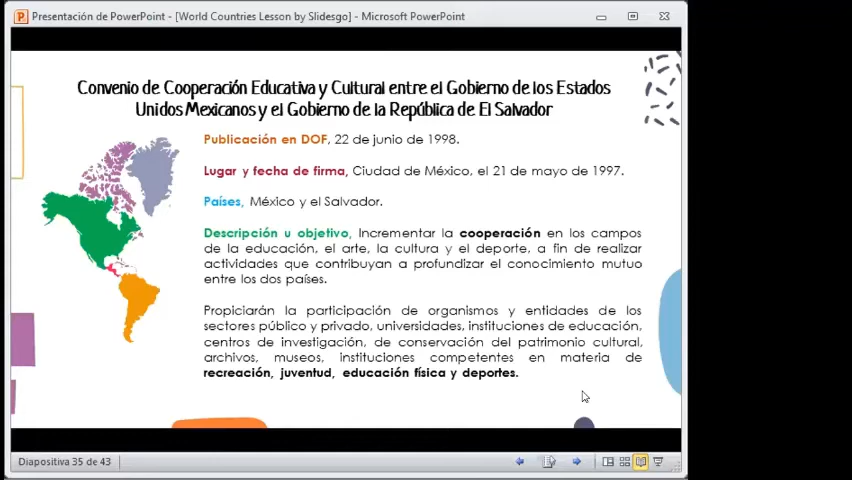 Presentación de PowerPoint - [World Countries Lesson by Slidesgo] - Microsoft PowerPoint
Convenio de Cooperación Educativa y Cultural entre el Gobierno de los Estados
Unidos Mexicanos y el Gobierno de la República de El Salvador
Publicación en DOF, 22 de junio de 1998.
Lugar y fecha de firma, Ciudad de México, el 21 de mayo de 1997.
Países, México y el Salvador.
Descripción u objetivo, Incrementar la cooperación en los campos
de la educación, el arte, la cultura y el deporte, a fin de realizar
actividades que contribuyan a profundizar el conocimiento mutuo
entre los dos países.
Propiciarán la participación de organismos y entidades de los
sectores público y privado, universidades, instituciones de educación,
centros de investigación, de conservación del patrimonio cultural,
archivos, museos, instituciones competentes en materia de
recreación, juventud, educación física y deportes.
Diapositiva 35 de 43